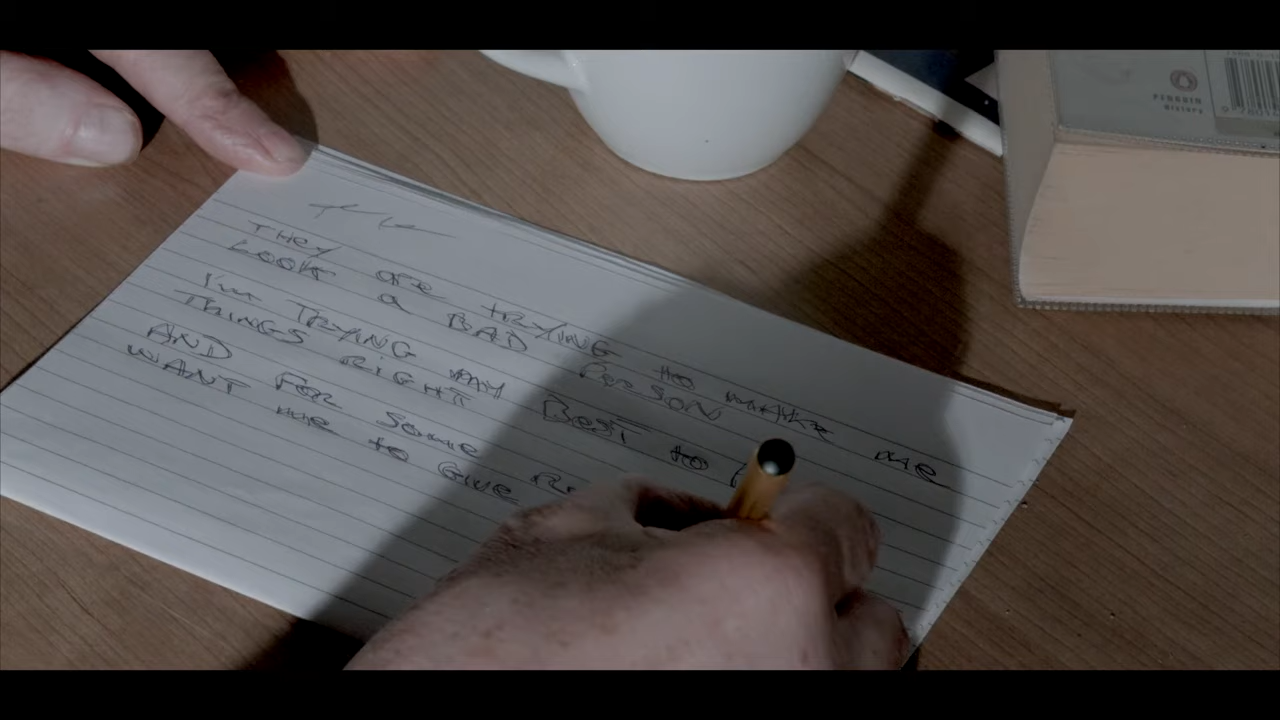 PENGUIN
History
THEY are TRYING to make me
Look a BAD PerSON
I'm TRYING MY BEST to
THINGS RIGHT
AND FOR SOME
WANT me to GIVE